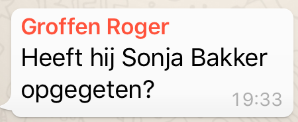 Groffen Roger
Heeft hij Sonja Bakker
opgegeten?
19:33